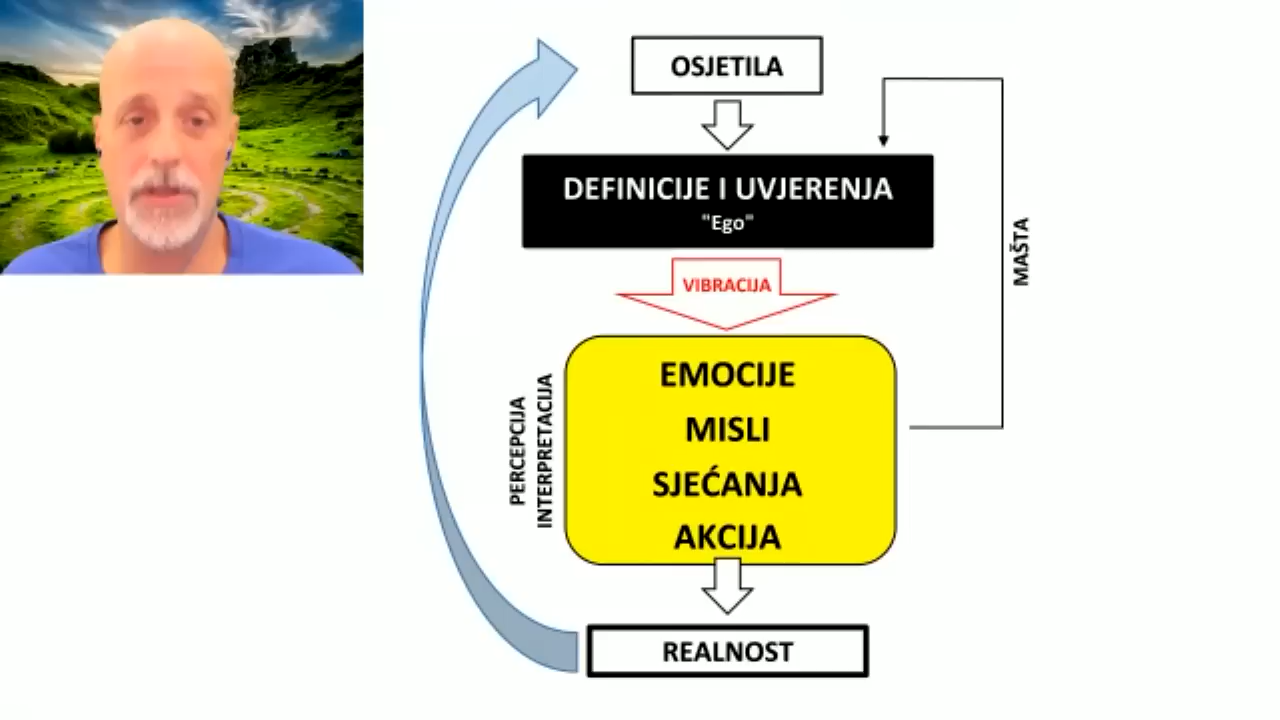 OSJETILA
DEFINICIJE I UVJERENJA
"Ego"
VIBRACIJA
MAŠTA
PERCEPCIJA
INTERPRETACIJA
EMOCIJE
MISLI
SJEĆANJA
AKCIJA
REALNOST